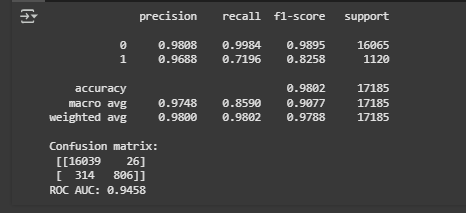 precision recall f1-score support
0 0.9808 0.9984 0.9895 16065
1 0.9688 0.7196 0.8258 1120
accuracy 0.9802 17185
macro avg 0.9748 0.8590 0.9077 17185
weighted avg 0.9800 0.9802 0.9788 17185
Confusion matrix:
[[16039 26]
[ 314 806]]
ROC AUC: 0.9458